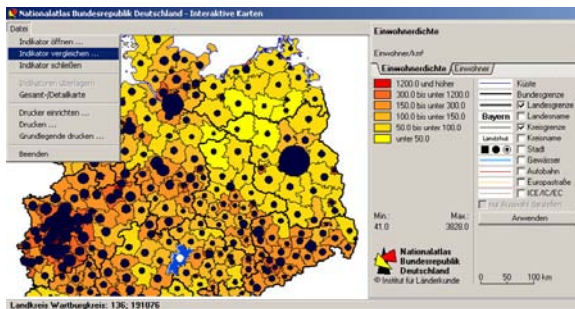 Nationalatlas Bundesrepublik Deutschland - Interaktive Karten
Datei
Indikator öffnen ...
Indikator vergleichen ...
Indikator schließen
Indikatoren überlagern
Gesamt-/Detailkarte
Drucker einrichten ...
Drucken ...
Grundlegende drucken ...
Beenden
Einwohnerdichte
Einwohner/km²
Einwohnerdichte
Einwohner
1200.0 und höher
300.0 bis unter 1200.0
150.0 bis unter 300.0
100.0 bis unter 150.0
50.0 bis unter 100.0
unter 50.0
Küste
Bundesgrenze
Landesgrenze
Bayern Landesname
Kreisgrenze
Landshut Kreisname
Stadt
Gewässer
Autobahn
Europastraße
ICE/IC/EC
nur Auswahl darstellen
Anwenden
Min.: Max.:
41.0 3828.0
Nationalatlas
Bundesrepublik
Deutschland
© Institut für Länderkunde
0 50 100 km
Landkreis Wartburgkreis: 136; 191076